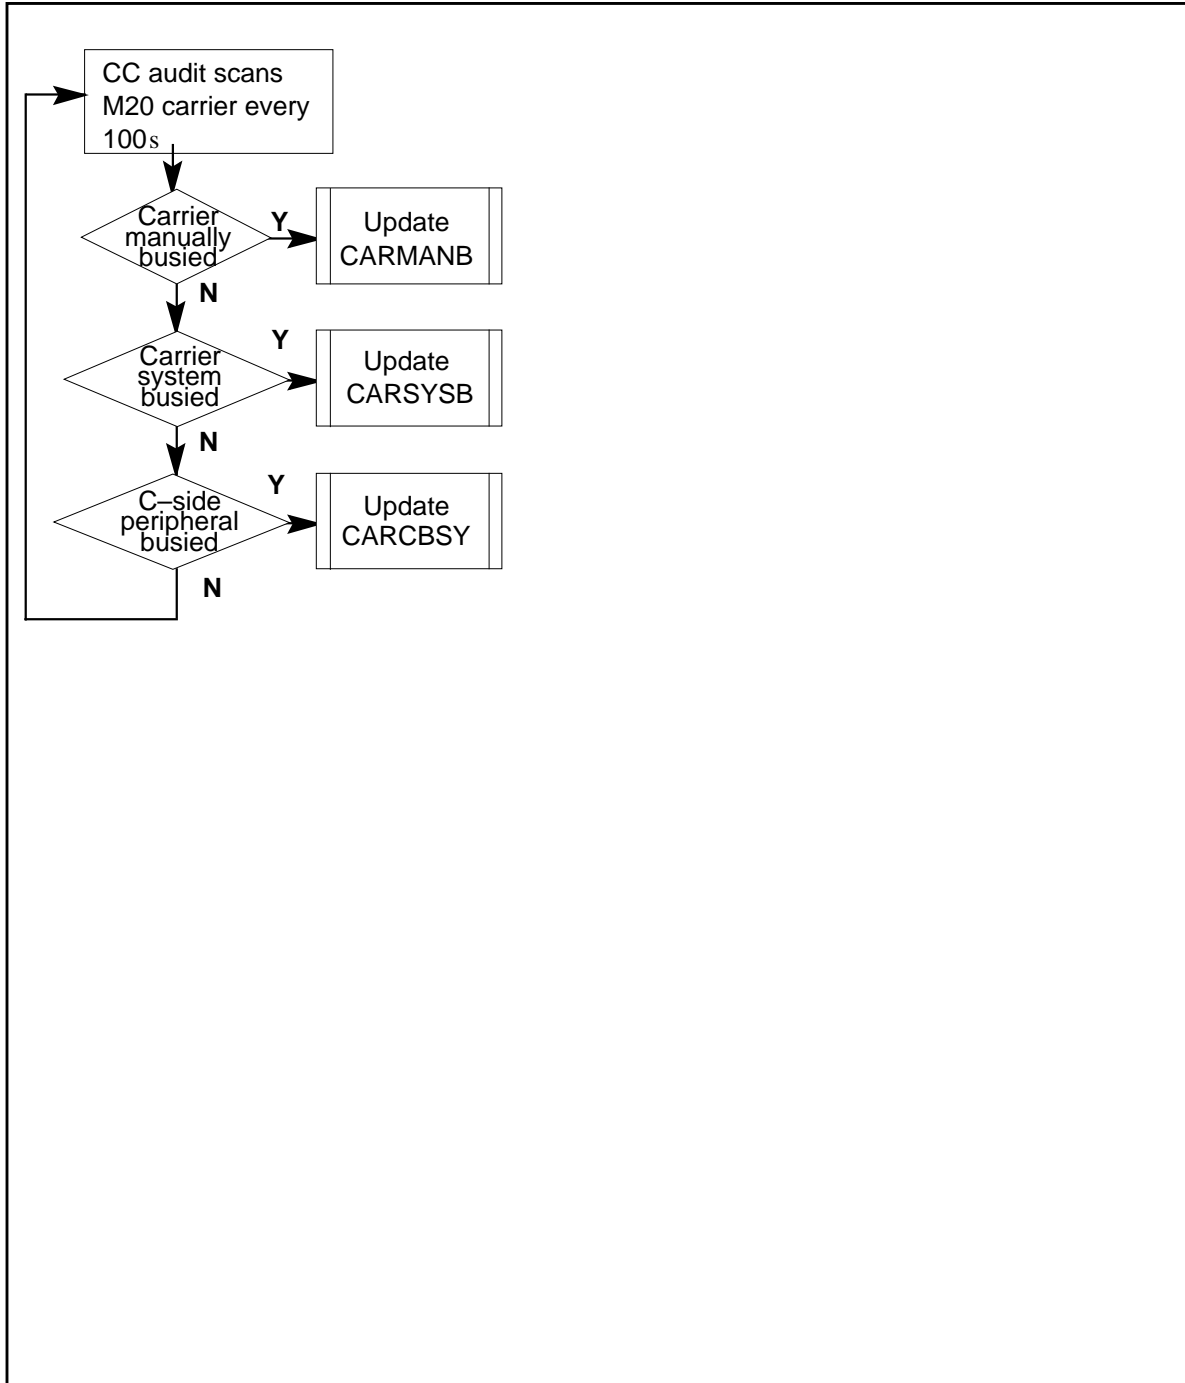 CC audit scans
M20 carrier every
100s
Carrier
manually
busied
Y
Update
CARMANB
N
Carrier
system
busied
Y
Update
CARSYSB
N
C–side
peripheral
busied
Y
Update
CARCBSY
N